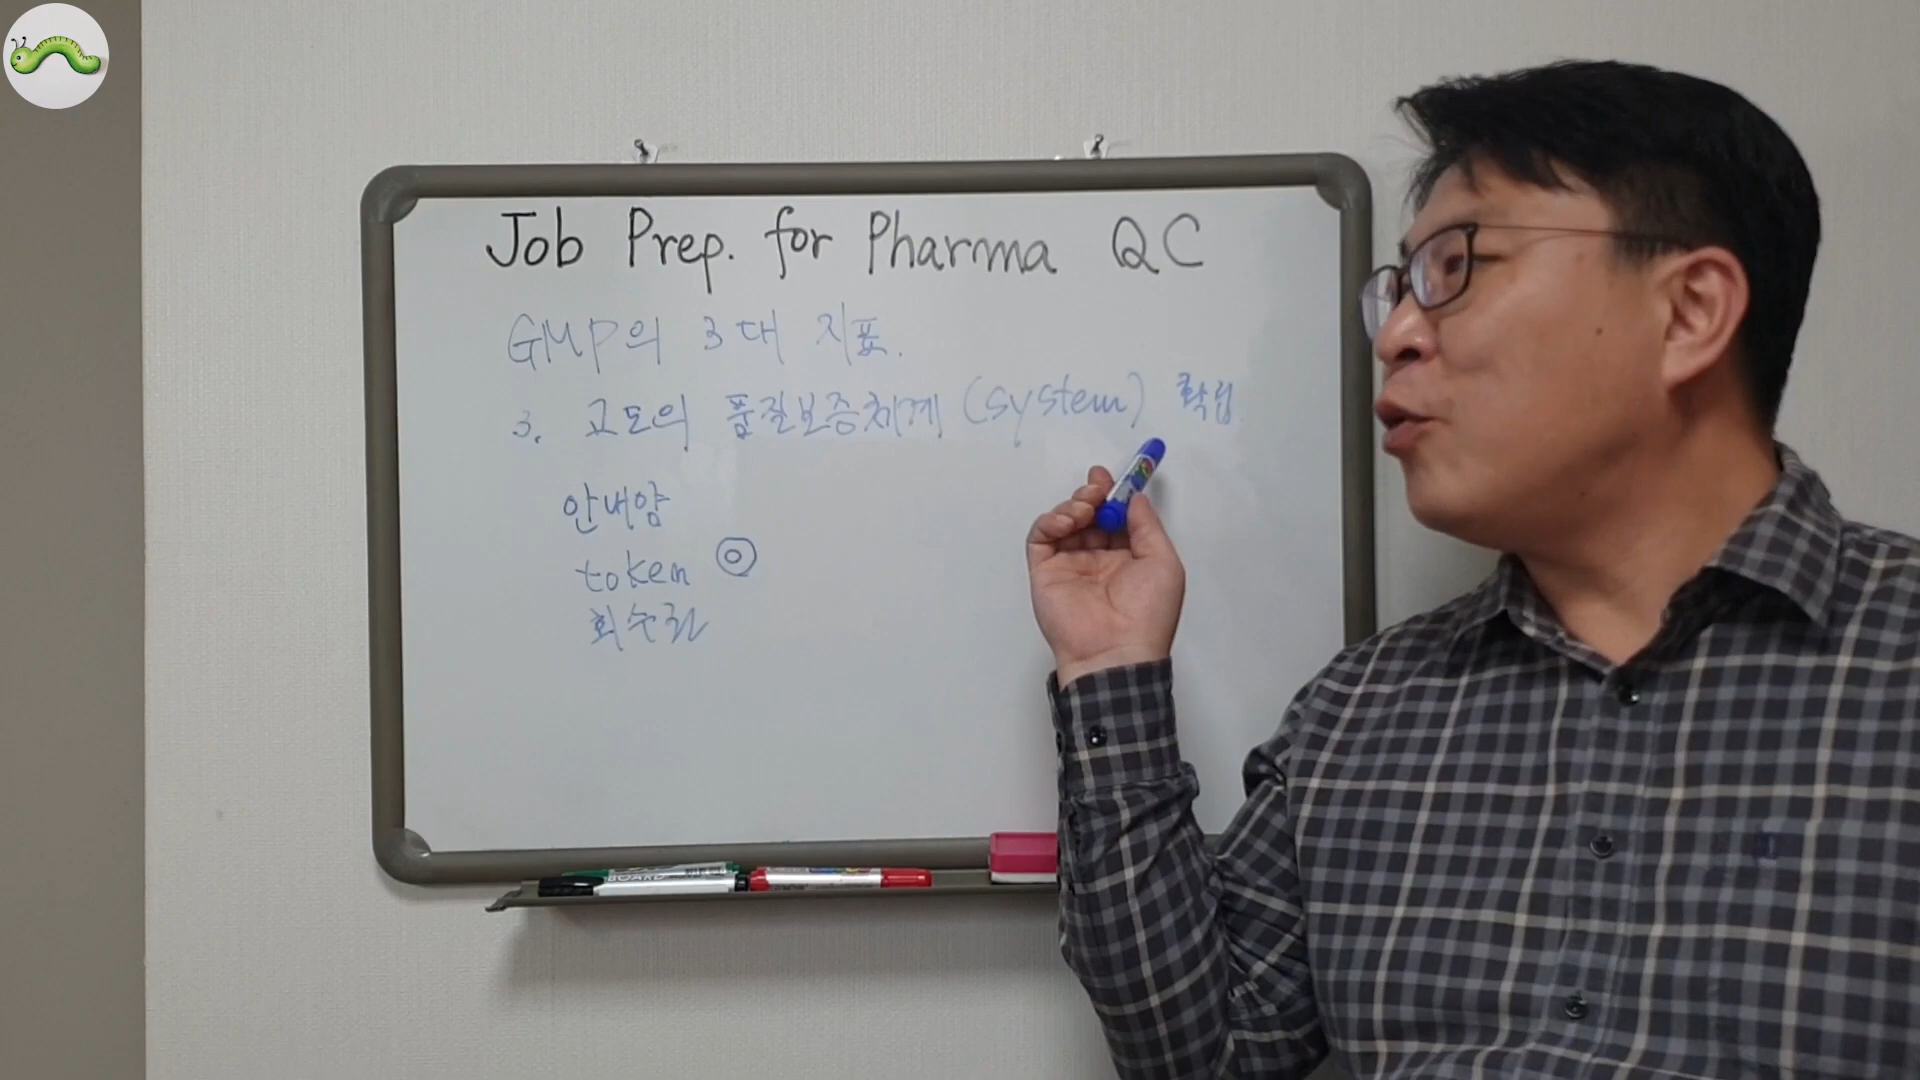 Job Prep. for Pharma QC
GMP의 3대 지표.
3. 고도의 품질보증체계 (system) 확립.
안내양
token
회수권
BOARD